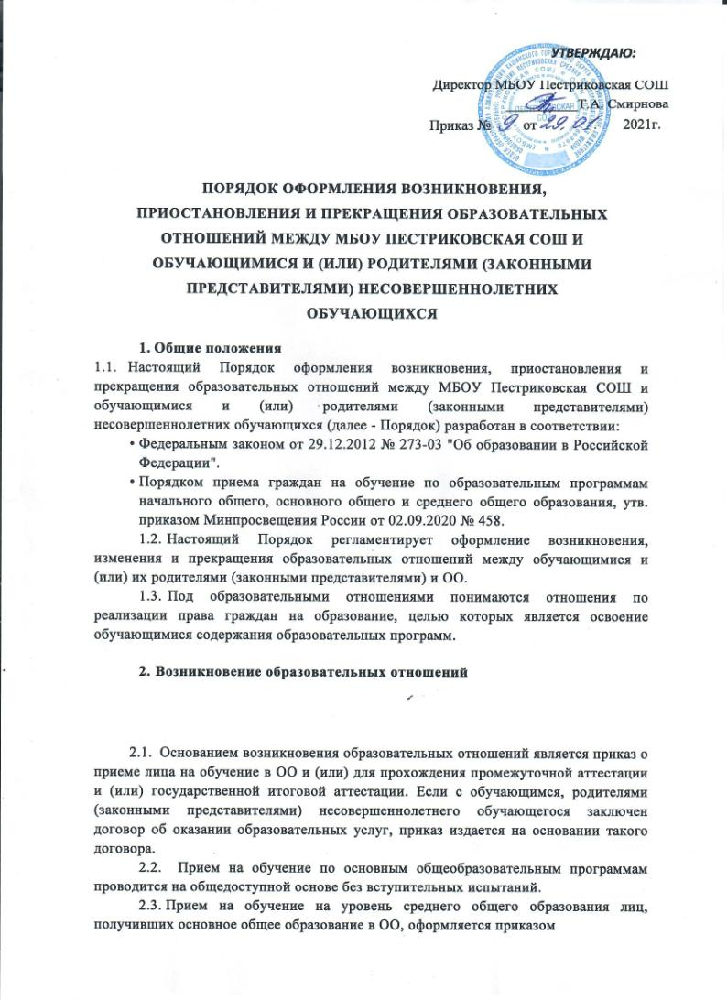 УТВЕРЖДАЮ:
Директор МБОУ Пестриковская СОШ
Т.А. Смирнова
Приказ № 9 от 29.01 2021г.
ПОРЯДОК ОФОРМЛЕНИЯ ВОЗНИКНОВЕНИЯ,
ПРИОСТАНОВЛЕНИЯ И ПРЕКРАЩЕНИЯ ОБРАЗОВАТЕЛЬНЫХ
ОТНОШЕНИЙ МЕЖДУ МБОУ ПЕСТРИКОВСКАЯ СОШ И
ОБУЧАЮЩИМИСЯ И (ИЛИ) РОДИТЕЛЯМИ (ЗАКОННЫМИ
ПРЕДСТАВИТЕЛЯМИ) НЕСОВЕРШЕННОЛЕТНИХ
ОБУЧАЮЩИХСЯ
1. Общие положения
1.1. Настоящий Порядок оформления возникновения, приостановления и
прекращения образовательных отношений между МБОУ Пестриковская СОШ и
обучающимися и (или) родителями (законными представителями)
несовершеннолетних обучающихся (далее - Порядок) разработан в соответствии:
• Федеральным законом от 29.12.2012 № 273-03 "Об образовании в Российской
Федерации".
• Порядком приема граждан на обучение по образовательным программам
начального общего, основного общего и среднего общего образования, утв.
приказом Минпросвещения России от 02.09.2020 № 458.
1.2. Настоящий Порядок регламентирует оформление возникновения,
изменения и прекращения образовательных отношений между обучающимися и
(или) их родителями (законными представителями) и ОО.
1.3. Под образовательными отношениями понимаются отношения по
реализации права граждан на образование, целью которых является освоение
обучающимися содержания образовательных программ.
2. Возникновение образовательных отношений
2.1. Основанием возникновения образовательных отношений является приказ о
приеме лица на обучение в ОО и (или) для прохождения промежуточной аттестации
и (или) государственной итоговой аттестации. Если с обучающимся, родителями
(законными представителями) несовершеннолетнего обучающегося заключен
договор об оказании образовательных услуг, приказ издается на основании такого
договора.
2.2. Прием на обучение по основным общеобразовательным программам
проводится на общедоступной основе без вступительных испытаний.
2.3. Прием на обучение на уровень среднего общего образования лиц,
получивших основное общее образование в ОО, оформляется приказом